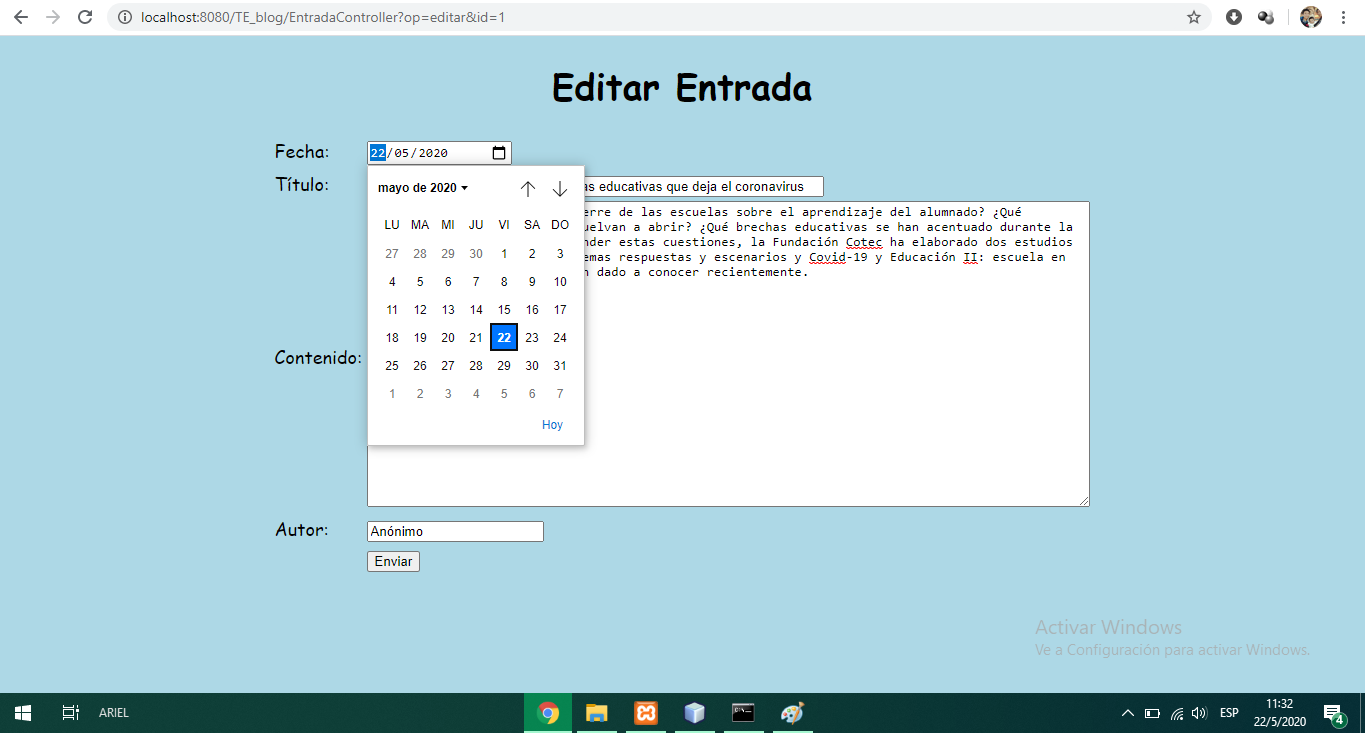 localhost:8080/TE_blog/EntradaController?op=editar&id=1
Editar Entrada
Fecha: 22/05/2020
Título: as educativas que deja el coronavirus
mayo de 2020
LU MA MI JU VI SA DO
27 28 29 30 1 2 3
4 5 6 7 8 9 10
11 12 13 14 15 16 17
18 19 20 21 22 23 24
25 26 27 28 29 30 31
1 2 3 4 5 6 7
Hoy
Contenido:
erre de las escuelas sobre el aprendizaje del alumnado? ¿Qué
uelvan a abrir? ¿Qué brechas educativas se han acentuado durante la
nder estas cuestiones, la Fundación Cotec ha elaborado dos estudios
emas respuestas y escenarios y Covid-19 y Educación II: escuela en
dado a conocer recientemente.
Autor: Anónimo
Enviar
Activar Windows
Ve a Configuración para activar Windows.
ARIEL
ESP
11:32
22/5/2020
4